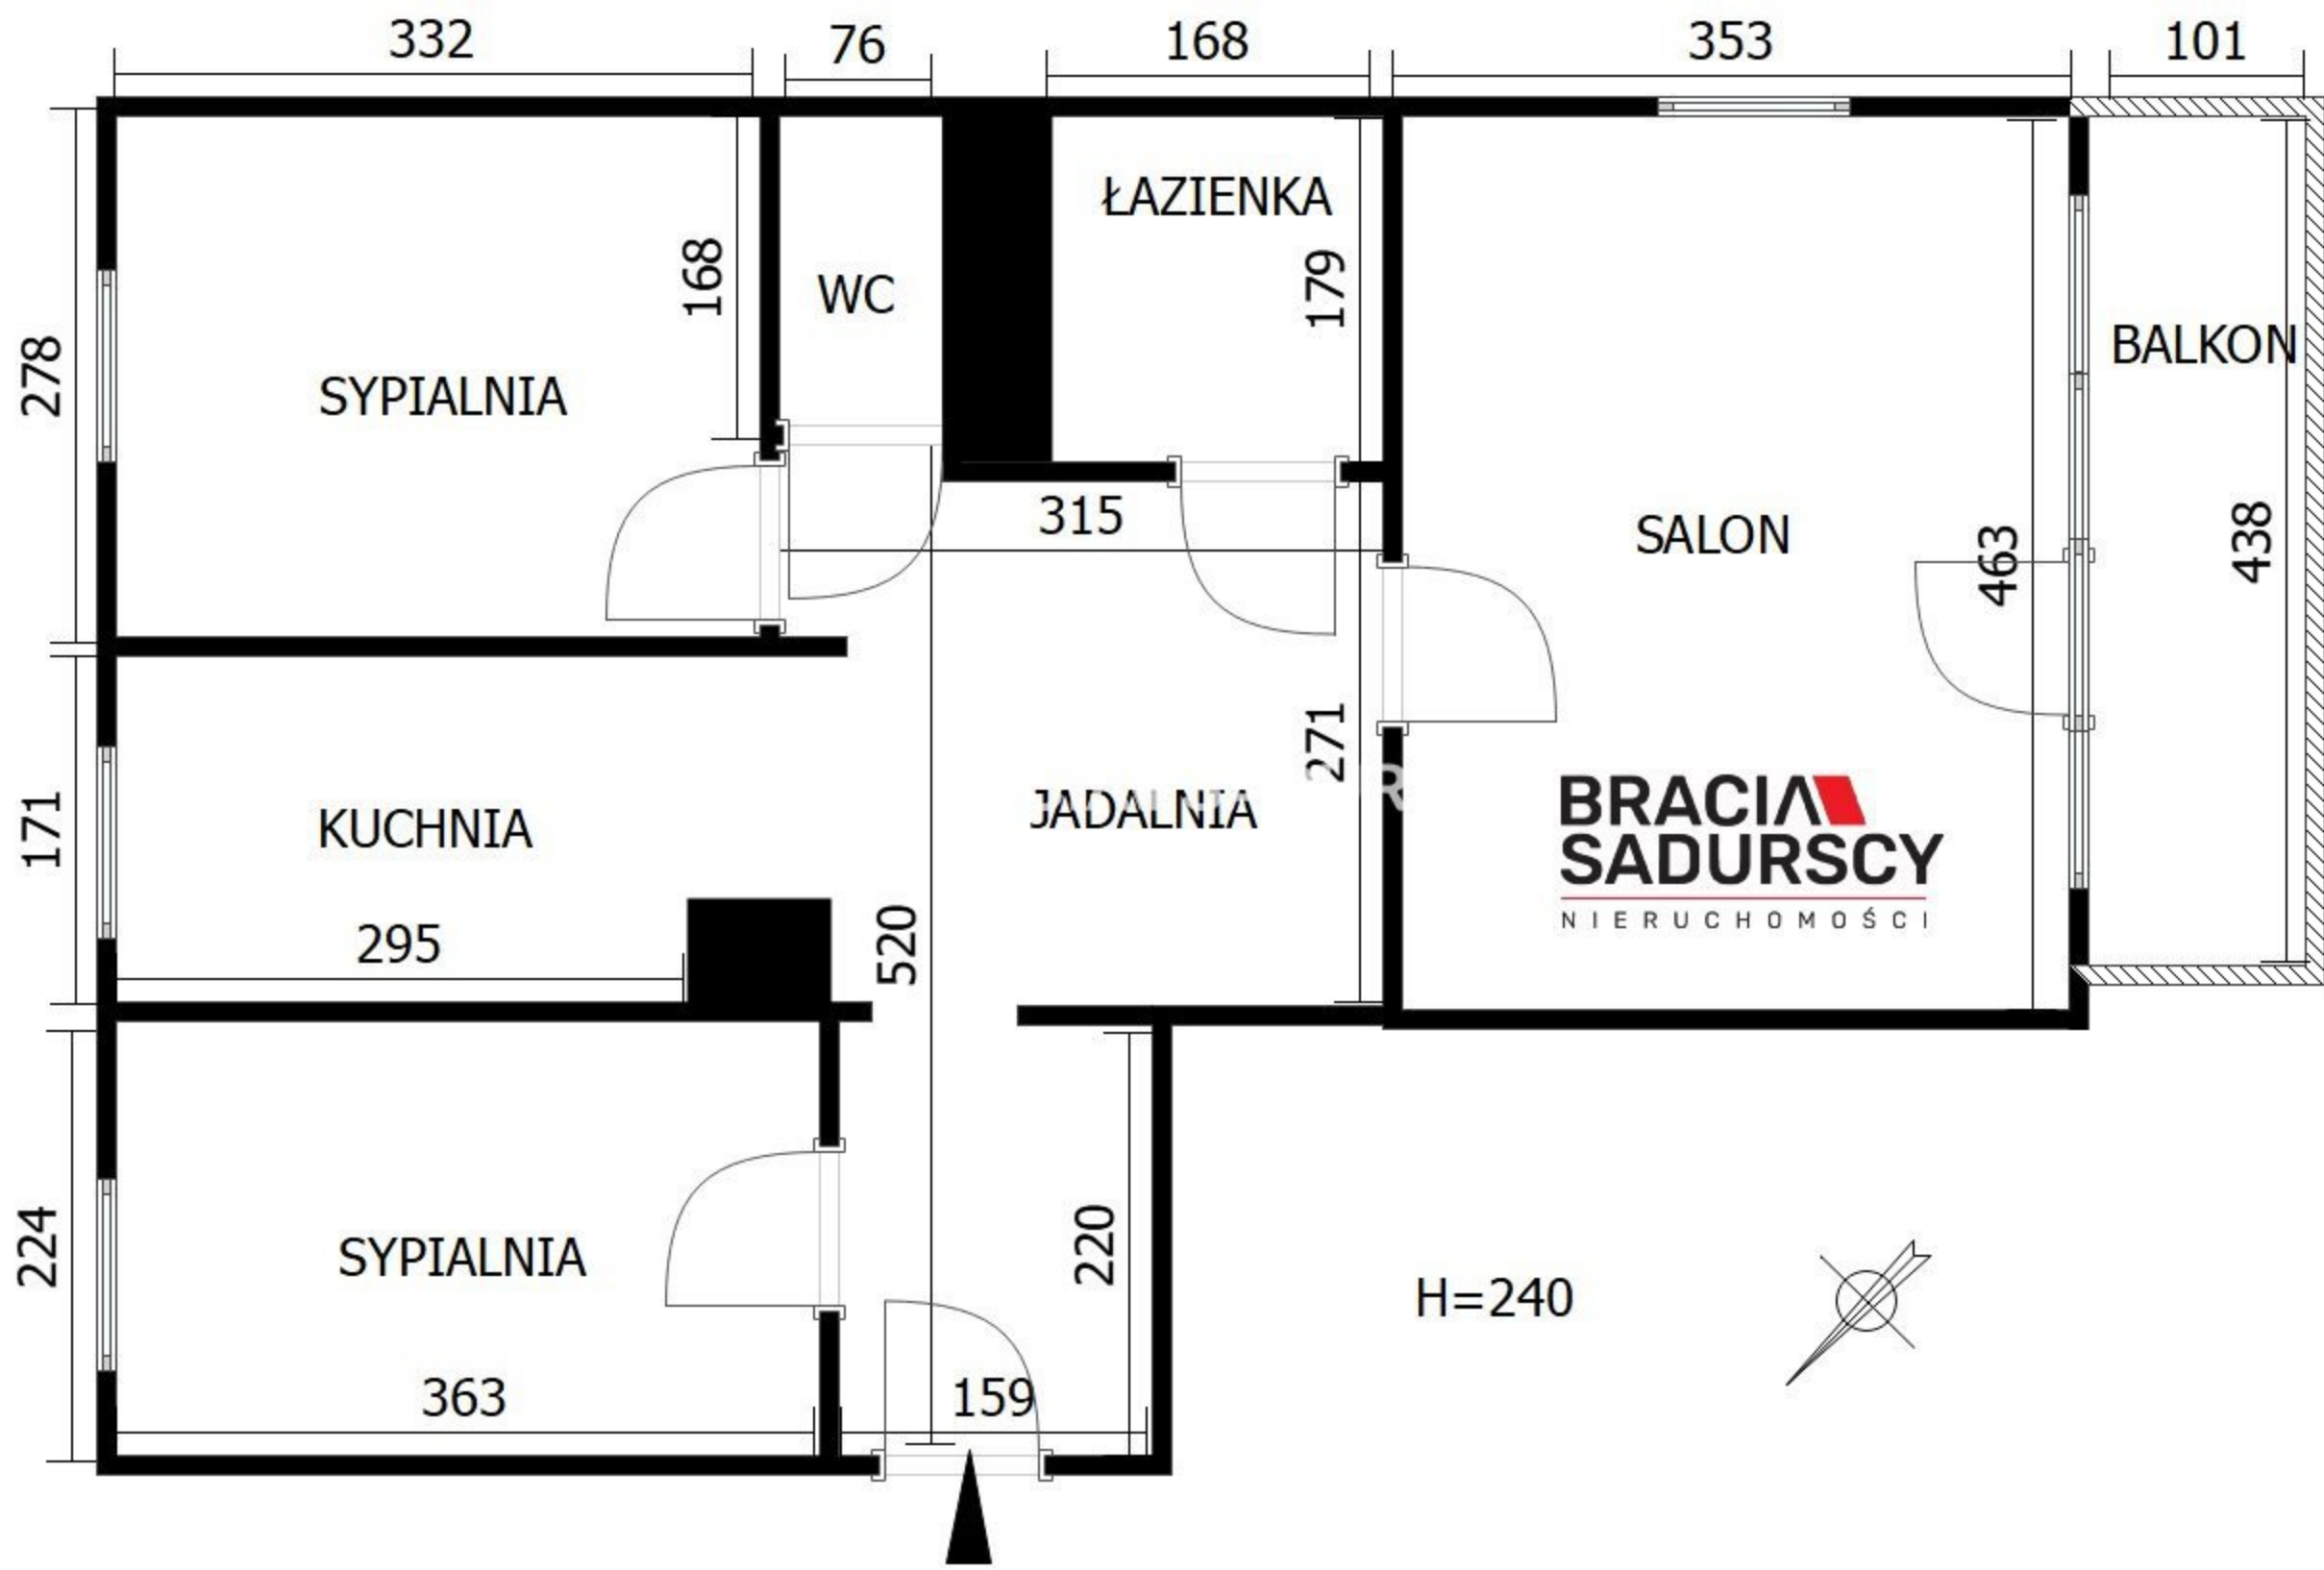 332
76
168
353
101
ŁAZIENKA
168
179
WC
278
BALKON
SYPIALNIA
315
SALON
463
438
271
171
KUCHNIA
JADALNIA
BRACIA
SADURSCY
NIERUCHOMOŚCI
295
520
224
SYPIALNIA
220
H=240
363
159